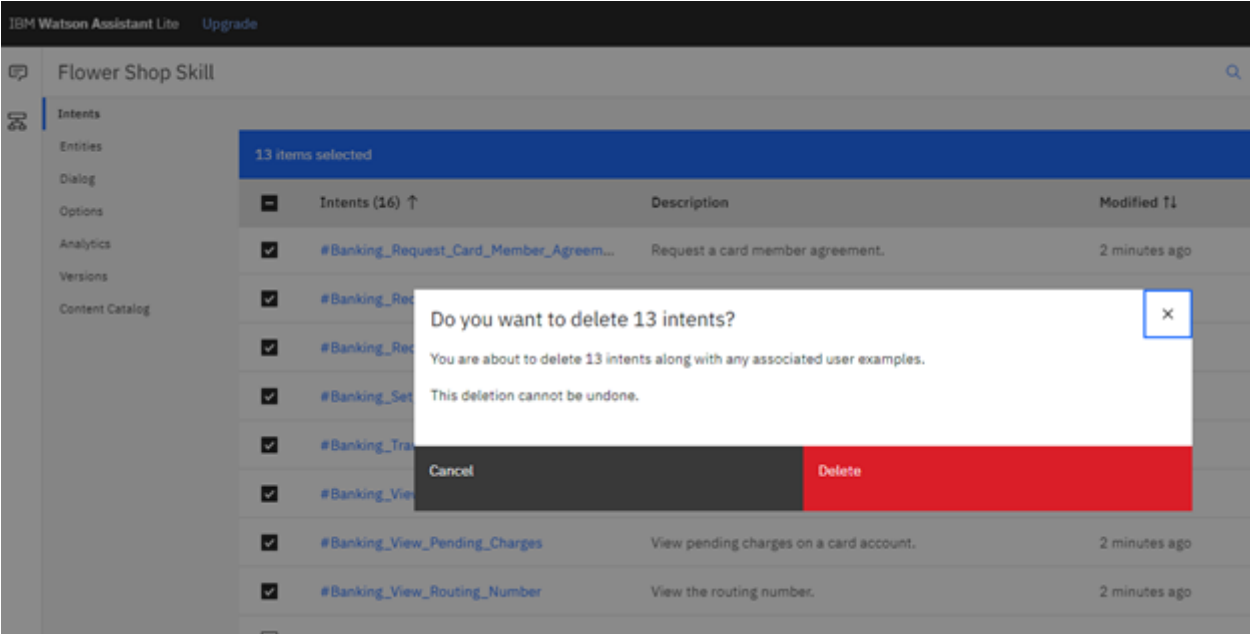 IBM Watson Assistant Lite Upgrade
Flower Shop Skill
Intents
Entities
Dialog
Options
Analytics
Versions
Content Catalog
13 items selected
Intents (16) ↑ Description Modified ↑↓
#Banking_Request_Card_Member_Agreem... Request a card member agreement. 2 minutes ago
#Banking_Rec
#Banking_Rec
#Banking_Set
#Banking_Tra
#Banking_Vie
#Banking_View_Pending_Charges View pending charges on a card account. 2 minutes ago
#Banking_View_Routing_Number View the routing number. 2 minutes ago
Do you want to delete 13 intents?
You are about to delete 13 intents along with any associated user examples.
This deletion cannot be undone.
Cancel Delete